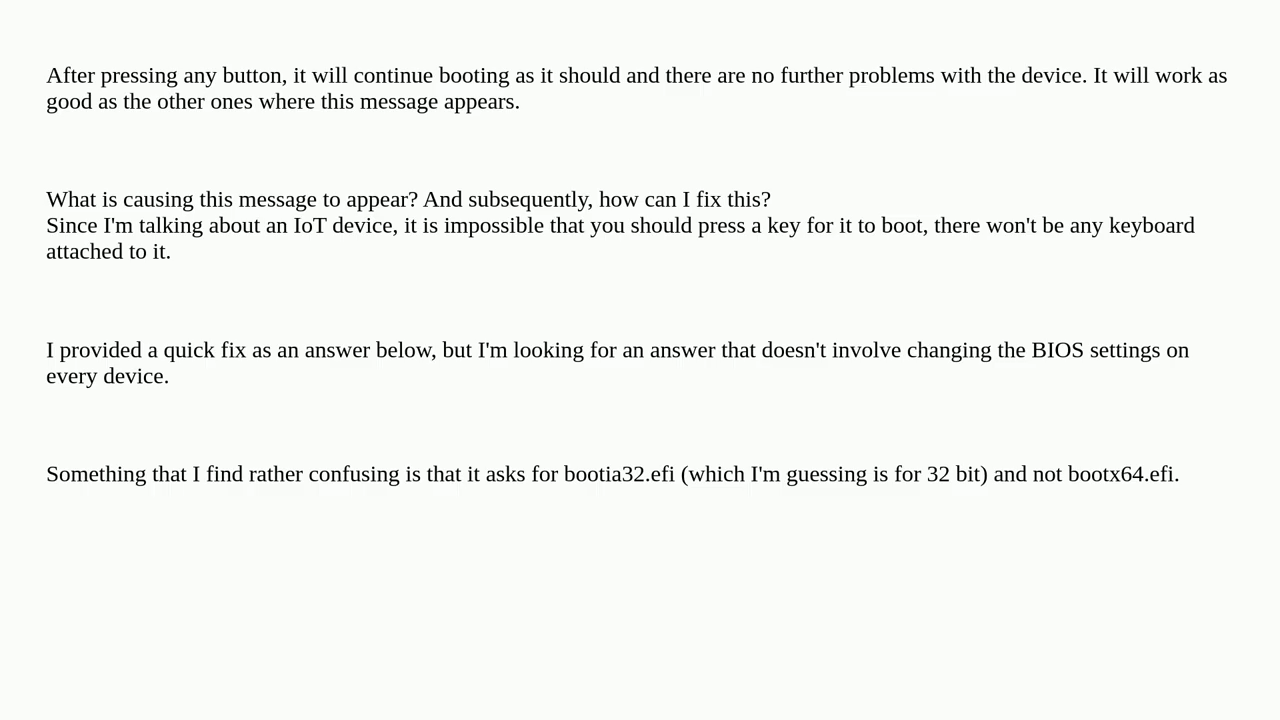 After pressing any button, it will continue booting as it should and there are no further problems with the device. It will work as
good as the other ones where this message appears.
What is causing this message to appear? And subsequently, how can I fix this?
Since I'm talking about an IoT device, it is impossible that you should press a key for it to boot, there won't be any keyboard
attached to it.
I provided a quick fix as an answer below, but I'm looking for an answer that doesn't involve changing the BIOS settings on
every device.
Something that I find rather confusing is that it asks for bootia32.efi (which I'm guessing is for 32 bit) and not bootx64.efi.